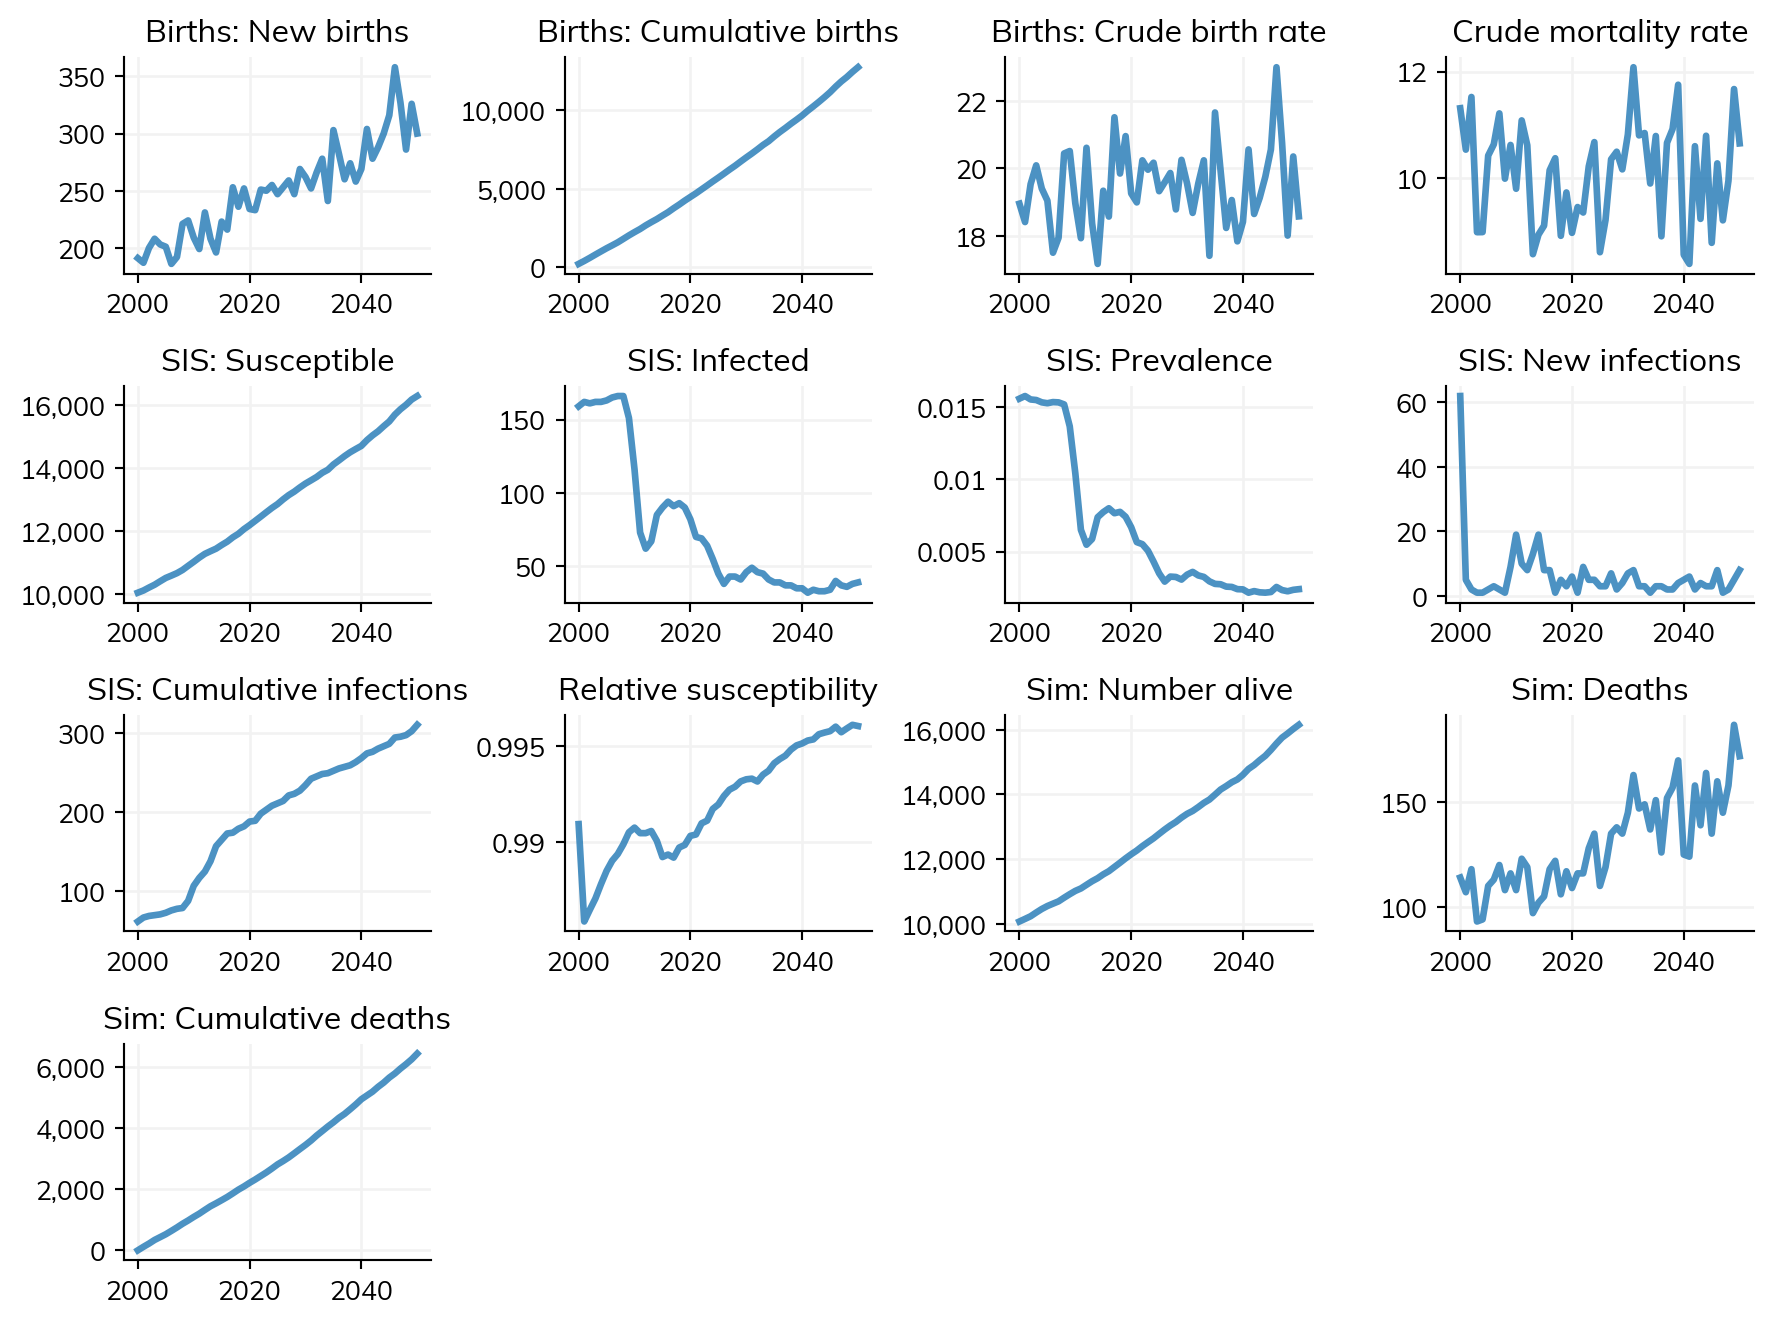 Births: New births
350
300
250
200
2000 2020 2040
Births: Cumulative births
10,000
5,000
0
2000 2020 2040
Births: Crude birth rate
22
20
18
2000 2020 2040
Crude mortality rate
12
10
2000 2020 2040
SIS: Susceptible
16,000
14,000
12,000
10,000
2000 2020 2040
SIS: Infected
150
100
50
2000 2020 2040
SIS: Prevalence
0.015
0.01
0.005
2000 2020 2040
SIS: New infections
60
40
20
0
2000 2020 2040
SIS: Cumulative infections
300
200
100
2000 2020 2040
Relative susceptibility
0.995
0.99
2000 2020 2040
Sim: Number alive
16,000
14,000
12,000
10,000
2000 2020 2040
Sim: Deaths
150
100
2000 2020 2040
Sim: Cumulative deaths
6,000
4,000
2,000
0
2000 2020 2040